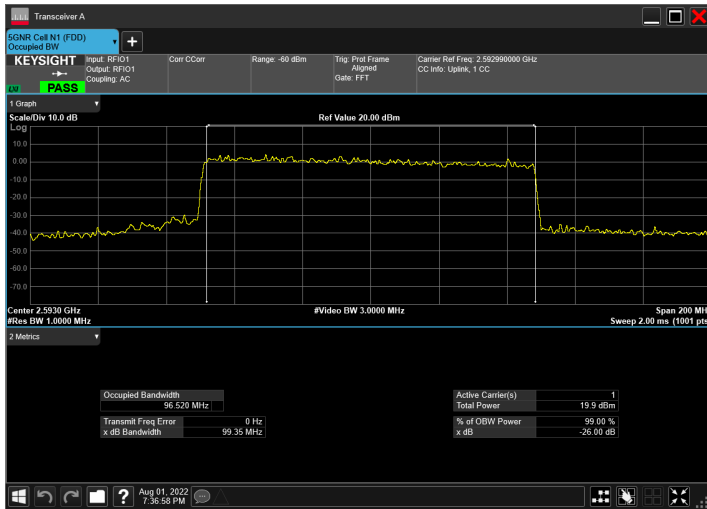 Transceiver A
5GNR Cell N1 (FDD)
Occupied BW
KEYSIGHT
LXI
PASS
Input: RFIO1
Output: RFIO1
Coupling: AC
Corr CCorr
Range: -60 dBm
Trig: Prot Frame
Aligned
Gate: FFT
Carrier Ref Freq: 2.592990000 GHz
CC Info: Uplink, 1 CC
1 Graph
Scale/Div 10.0 dB
Ref Value 20.00 dBm
Log
10.0
0.00
-10.0
-20.0
-30.0
-40.0
-50.0
-60.0
-70.0
Center 2.5930 GHz
#Video BW 3.0000 MHz
Span 200 MH
#Res BW 1.0000 MHz
Sweep 2.00 ms (1001 pts
2 Metrics
Occupied Bandwidth
96.520 MHz
Transmit Freq Error 0 Hz
x dB Bandwidth 99.35 MHz
Active Carrier(s) 1
Total Power 19.9 dBm
% of OBW Power 99.00 %
x dB -26.00 dB
?
Aug 01, 2022
7:36:58 PM